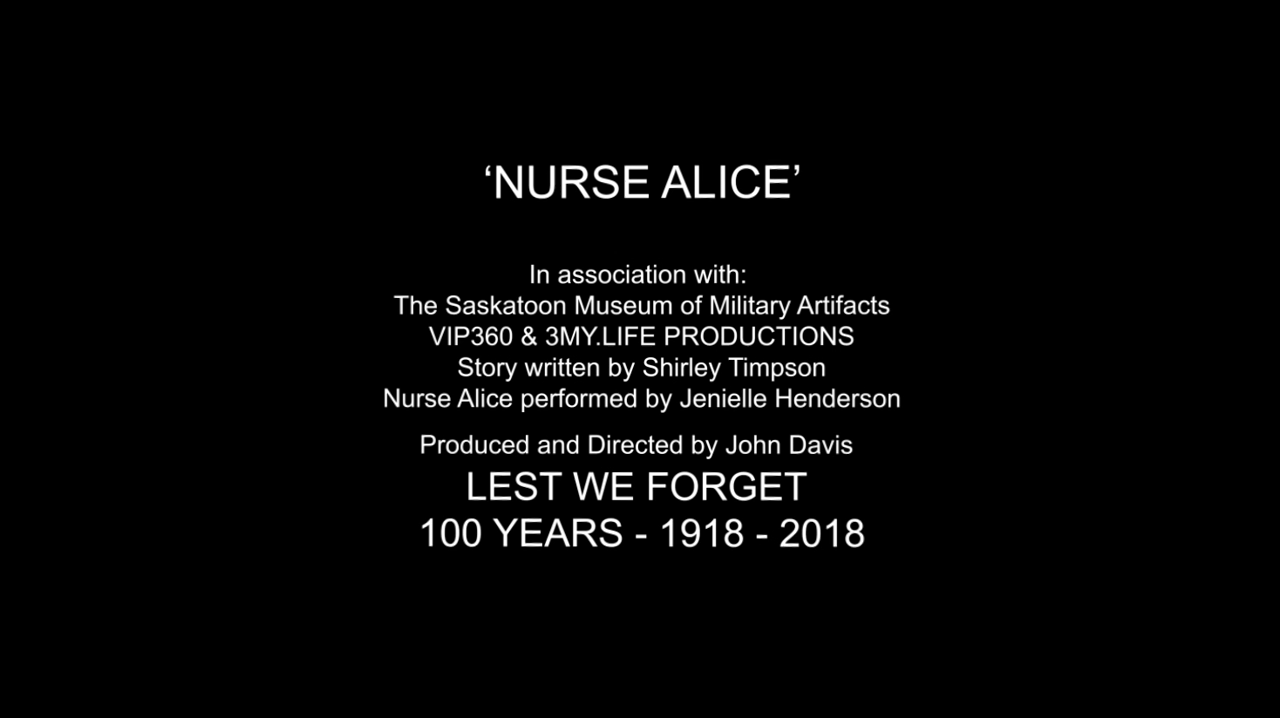 ‘NURSE ALICE’
In association with:
The Saskatoon Museum of Military Artifacts
VIP360 & 3MY.LIFE PRODUCTIONS
Story written by Shirley Timpson
Nurse Alice performed by Jenielle Henderson
Produced and Directed by John Davis
LEST WE FORGET
100 YEARS - 1918 - 2018